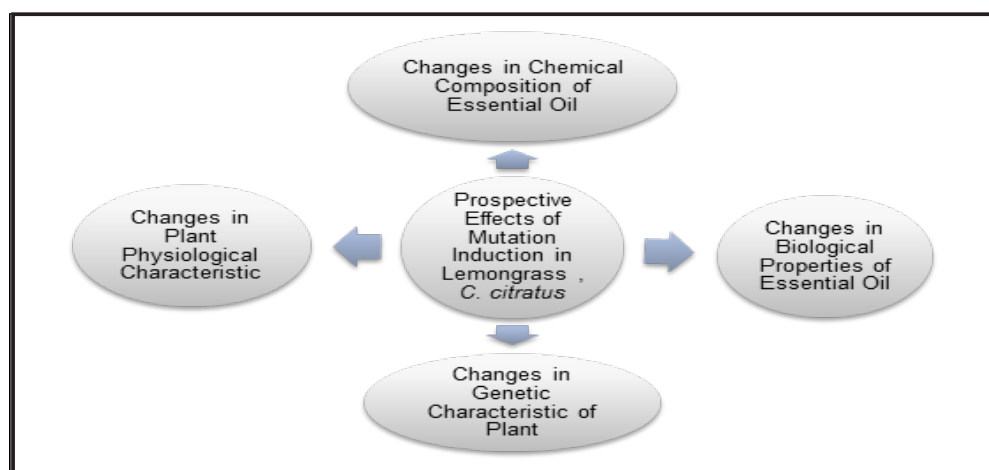 Changes in Chemical
Composition of
Essential Oil
Changes in
Plant
Physiological
Characteristic
Prospective
Effects of
Mutation
Induction in
Lemongrass ,
C. citratus
Changes in
Biological
Properties of
Essential Oil
Changes in
Genetic
Characteristic of
Plant